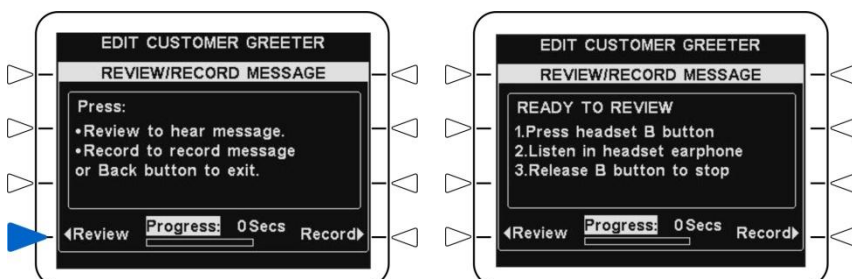 EDIT CUSTOMER GREETER
REVIEW/RECORD MESSAGE
Press:
•Review to hear message.
•Record to record message
or Back button to exit.
Review Progress: 0Secs Record
EDIT CUSTOMER GREETER
REVIEW/RECORD MESSAGE
READY TO REVIEW
1.Press headset B button
2.Listen in headset earphone
3.Release B button to stop
Review Progress: 0Secs Record